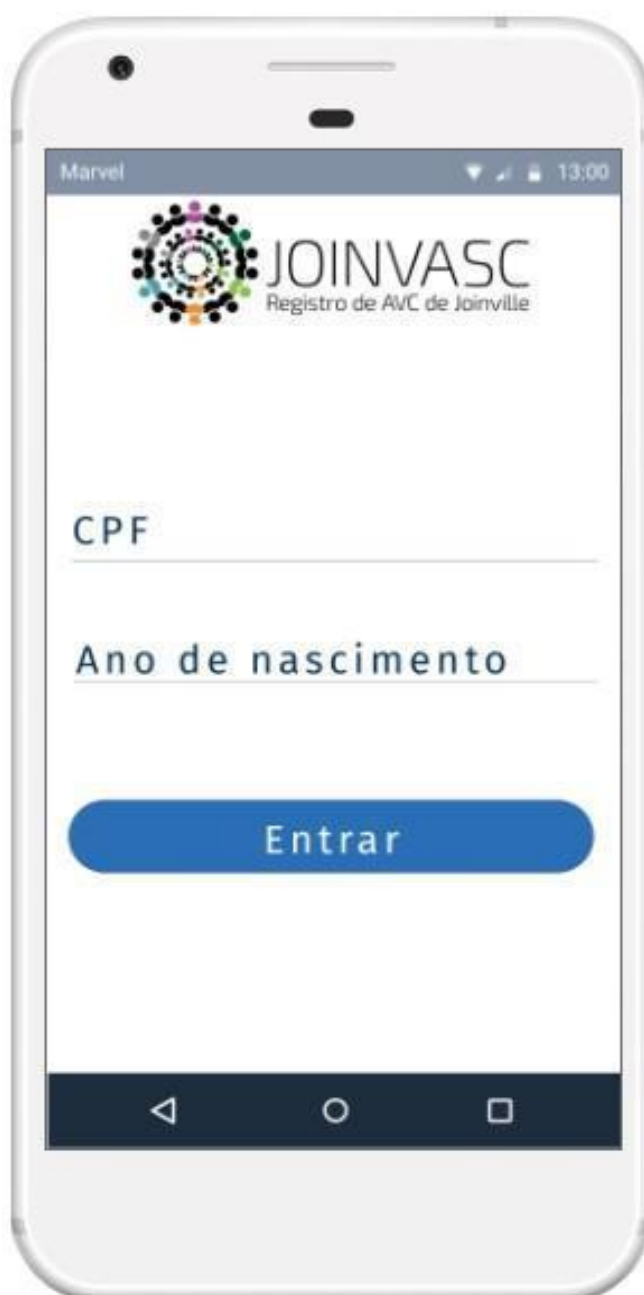 Marvel 13:00
JOINVASC
Registro de AVC de Joinville
CPF
Ano de nascimento
Entrar